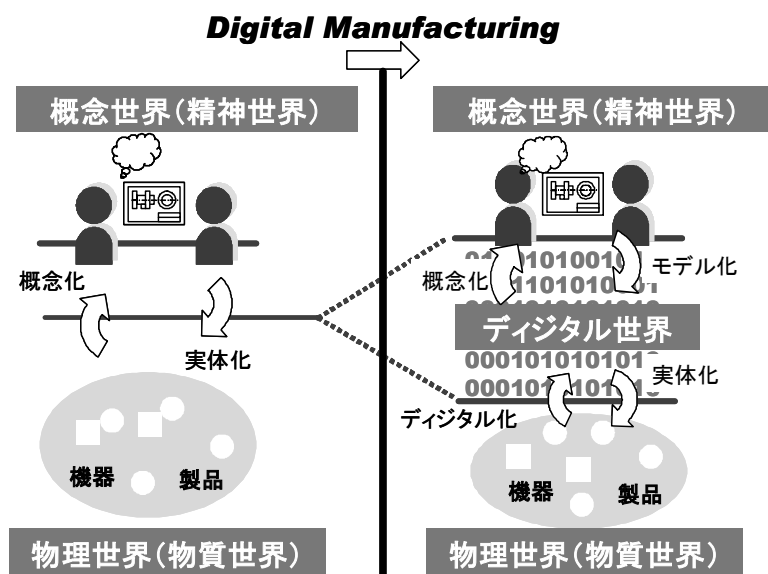 Digital Manufacturing
概念世界(精神世界)
概念化
実体化
機器
製品
物理世界(物質世界)
概念世界(精神世界)
概念化
モデル化
ディジタル世界
実体化
ディジタル化
機器
製品
物理世界(物質世界)